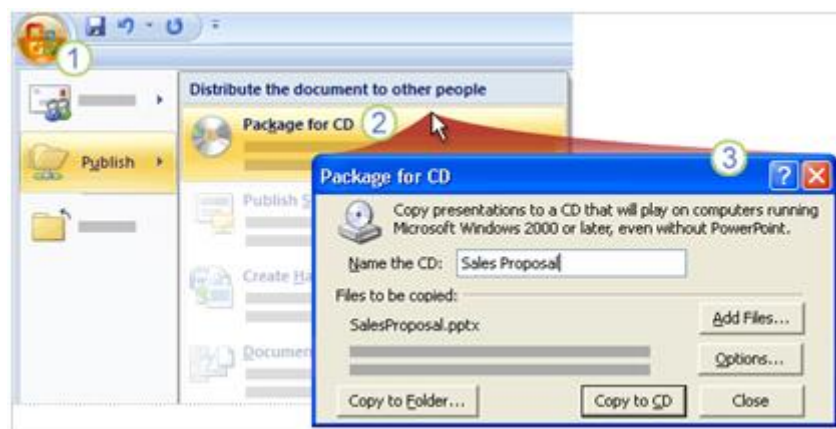 1
Distribute the document to other people
Package for CD 2
Publish
3
Package for CD
Copy presentations to a CD that will play on computers running
Microsoft Windows 2000 or later, even without PowerPoint.
Name the CD: Sales Proposal
Files to be copied:
SalesProposal.pptx
Add Files...
Options...
Copy to Folder...
Copy to CD
Close
Publish S
Create Ha
Documen